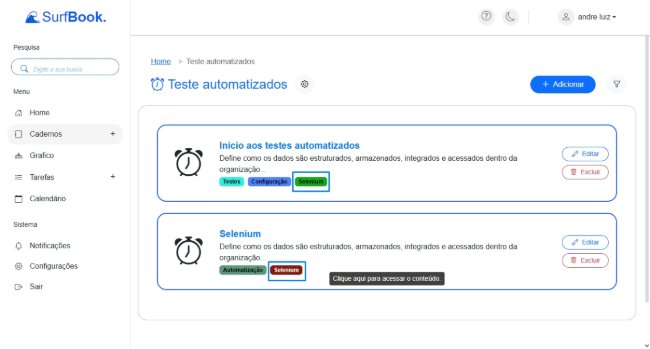 SurfBook.
andre luiz
Pesquisa
Digite a sua busca
Menu
Home
Cadernos +
Grafico
Tarefas +
Calendário
Sistema
Notificações
Configurações
Sair
Home > Teste automatizados
Teste automatizados
+ Adicionar
Inicio aos testes automatizados
Define como os dados são estruturados, armazenados, integrados e acessados dentro da
organização...
Testes Configuração Selenium
Editar
Excluir
Selenium
Define como os dados são estruturados, armazenados, integrados e acessados dentro da
organização...
Automatização Selenium
Editar
Excluir
Clique aqui para acessar o conteúdo.